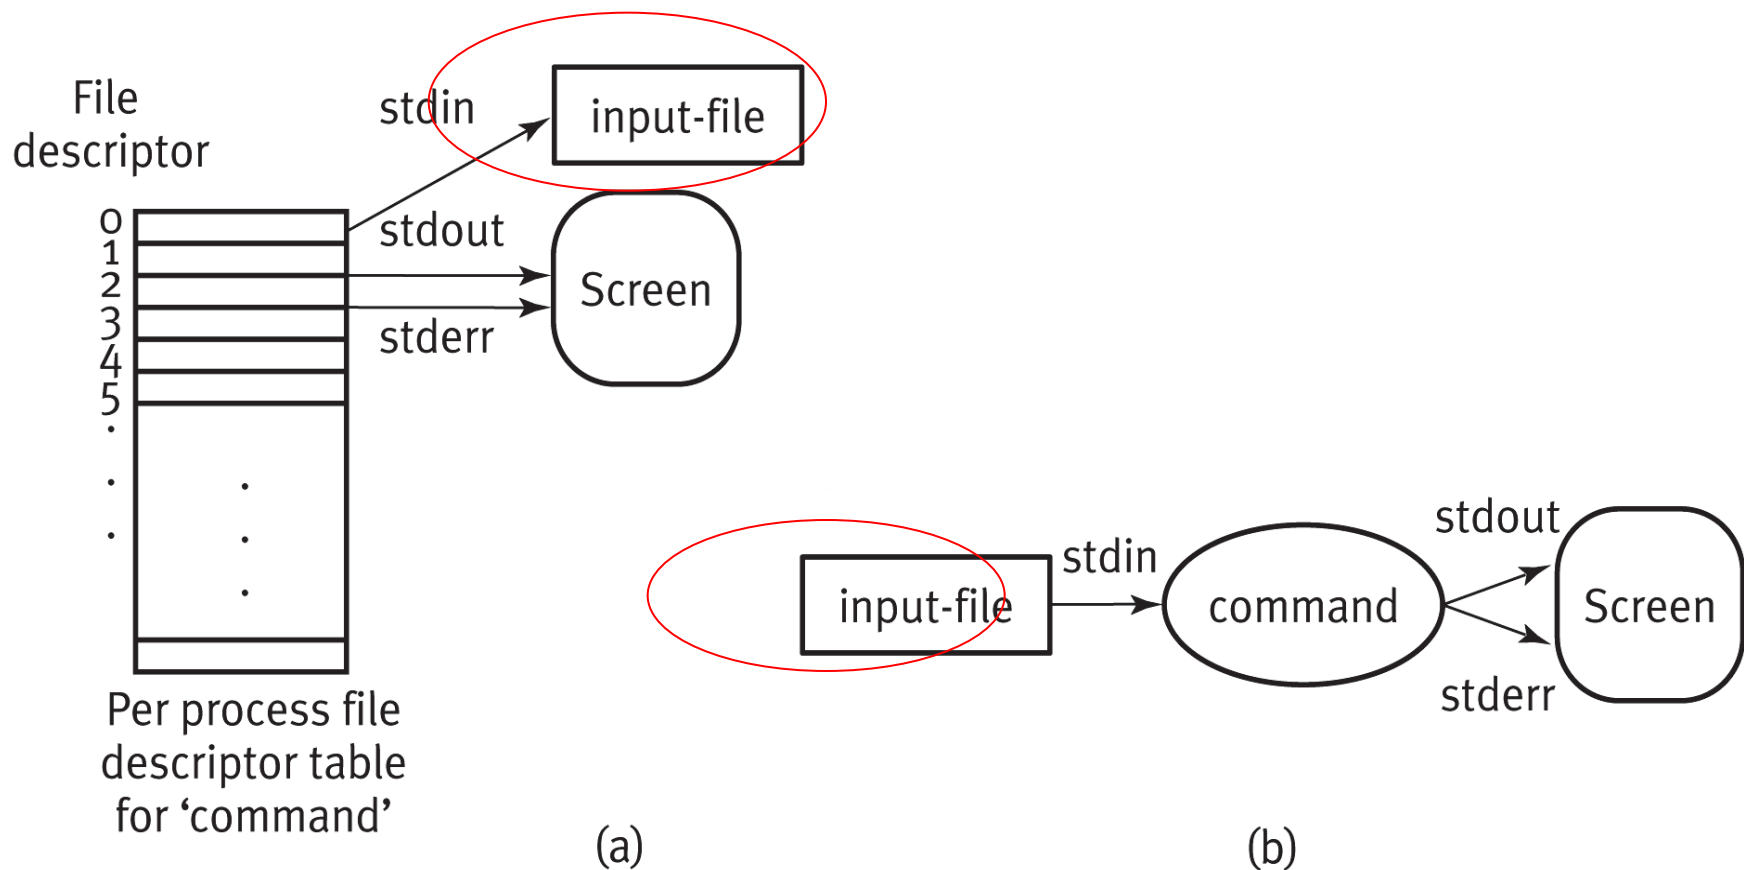 File
descriptor
0
1
2
3
4
5
.
.
.
.
.
.
stdin
input-file
stdout
Screen
stderr
Per process file
descriptor table
for ‘command’
(a)
input-file
stdin
command
stdout
Screen
stderr
(b)